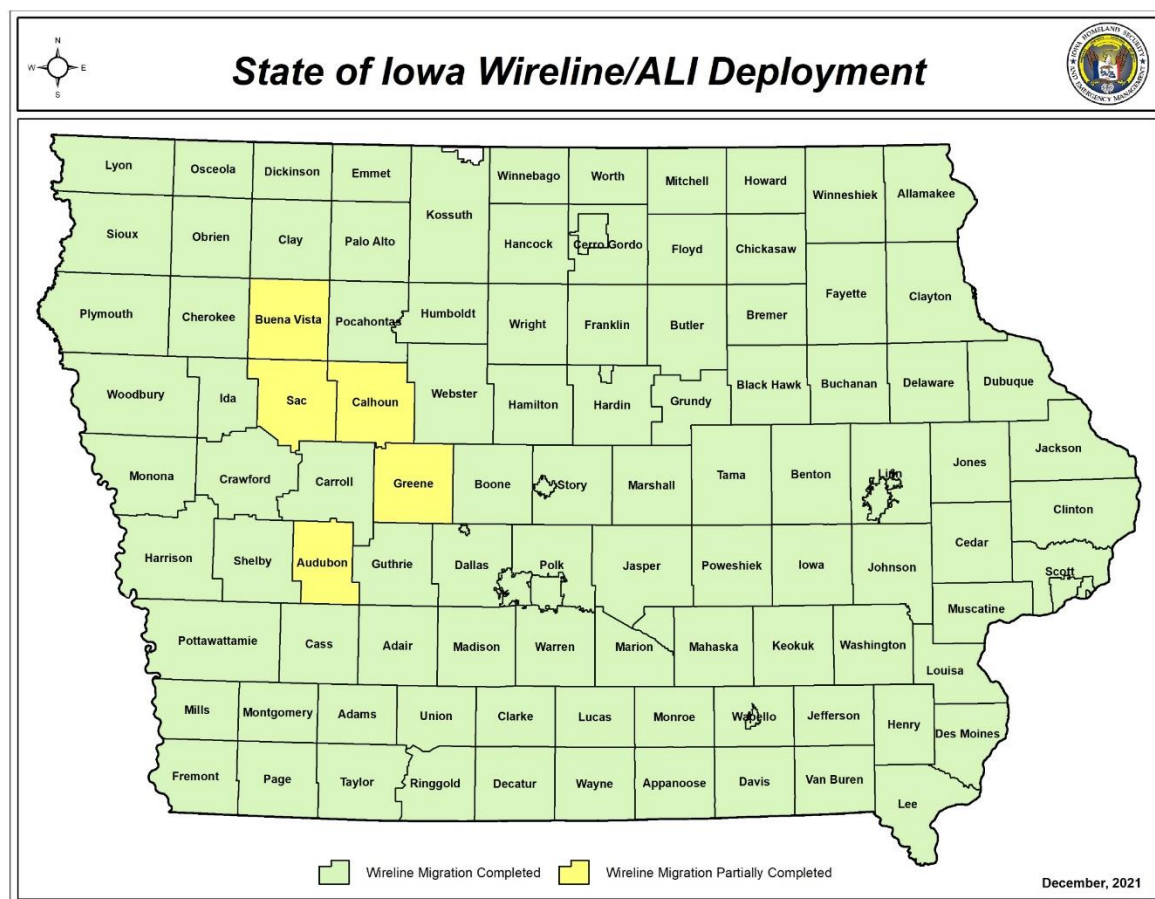 N
W E
S
State of Iowa Wireline/ALI Deployment
IOWA HOMELAND SECURITY
AND EMERGENCY MANAGEMENT
Lyon Osceola Dickinson Emmet Winnebago Worth Mitchell Howard Winneshiek Allamakee
Kossuth
Sioux Obrien Clay Palo Alto Hancock Cerro Gordo Floyd Chickasaw
Plymouth Cherokee Buena Vista Pocahontas Humboldt Wright Franklin Butler Bremer Fayette Clayton
Woodbury Ida Sac Calhoun Webster Hamilton Hardin Grundy Black Hawk Buchanan Delaware Dubuque
Monona Crawford Carroll Greene Boone Story Marshall Tama Benton Linn Jones Jackson
Clinton
Harrison Shelby Audubon Guthrie Dallas Polk Jasper Poweshiek Iowa Johnson Cedar Scott
Muscatine
Pottawattamie Cass Adair Madison Warren Marion Mahaska Keokuk Washington Louisa
Mills Montgomery Adams Union Clarke Lucas Monroe Wapello Jefferson Henry Des Moines
Fremont Page Taylor Ringgold Decatur Wayne Appanoose Davis Van Buren Lee
Wireline Migration Completed Wireline Migration Partially Completed
December, 2021